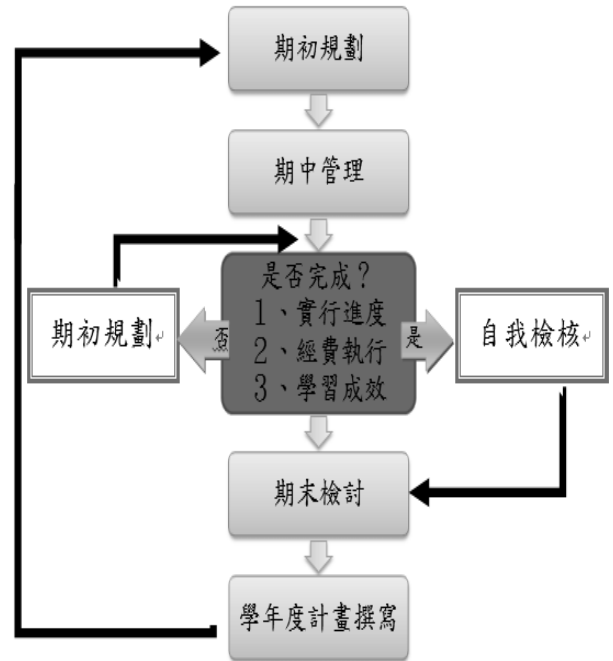 期初規劃
期中管理
是否完成？
1、實行進度
2、經費執行
3、學習成效
期初規劃
否
是
自我檢核
期末檢討
學年度計畫撰寫